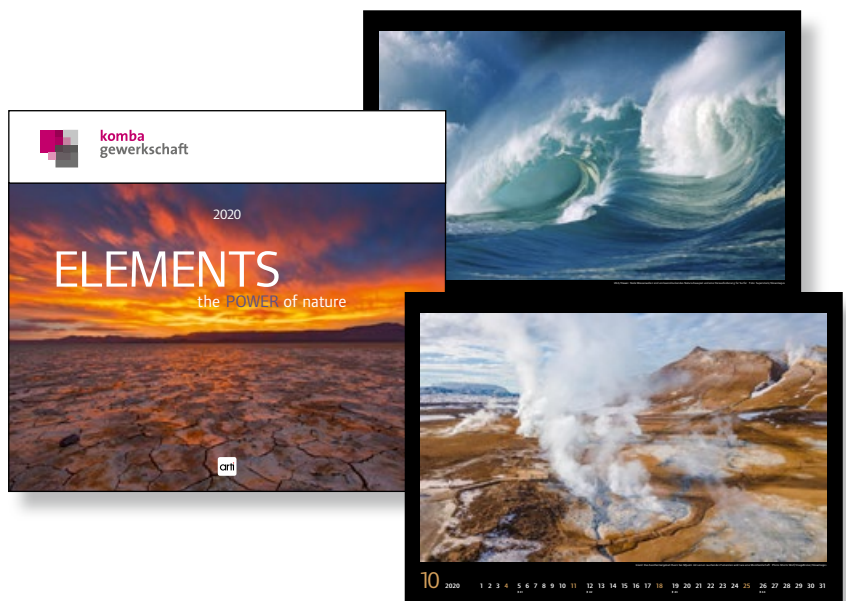 komba
gewerkschaft
2020
ELEMENTS
the POWER of nature
arti
10 2020 1 2 3 4 5 6 7 8 9 10 11 12 13 14 15 16 17 18 19 20 21 22 23 24 25 26 27 28 29 30 31